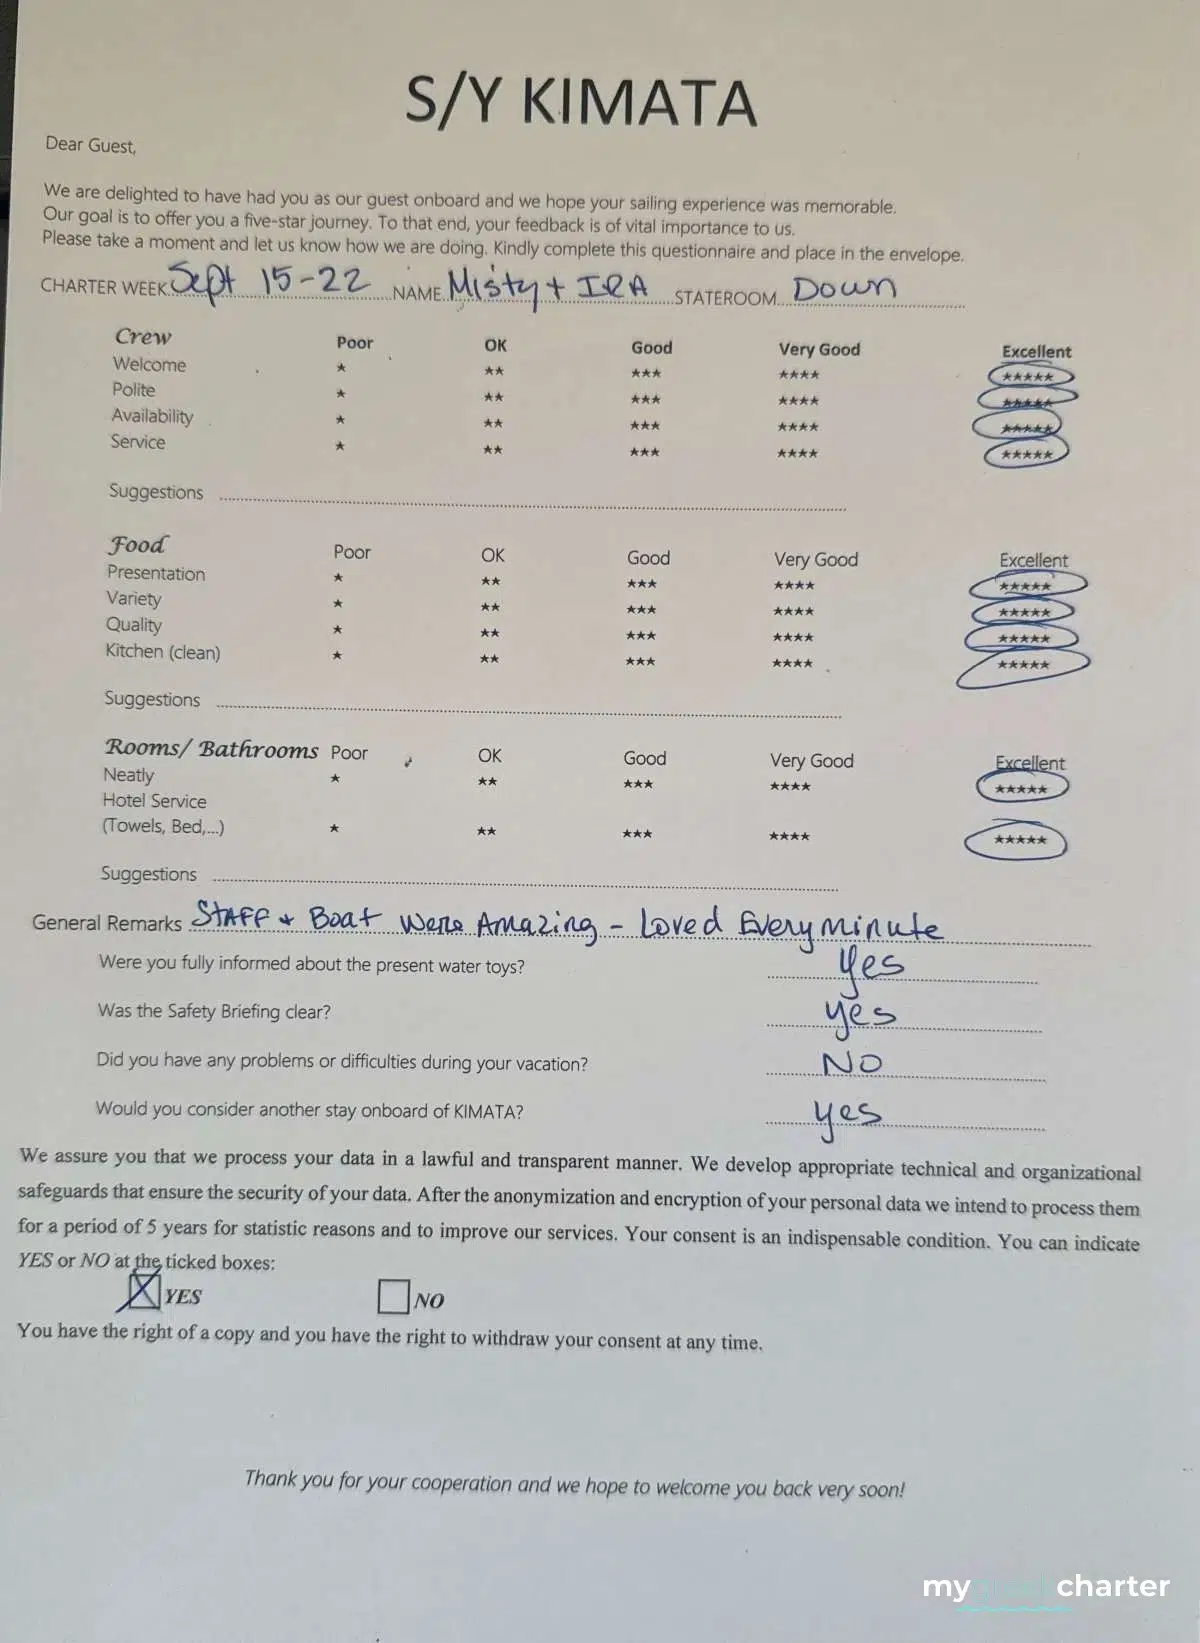 S/Y KIMATA
Dear Guest,
We are delighted to have had you as our guest onboard and we hope your sailing experience was memorable.
Our goal is to offer you a five-star journey. To that end, your feedback is of vital importance to us.
Please take a moment and let us know how we are doing. Kindly complete this questionnaire and place in the envelope.
CHARTER WEEK Sept 15-22 NAME Misty + IRA STATEROOM Down
Crew Poor OK Good Very Good Excellent
Welcome ★ ★★ ★★★ ★★★★ ★★★★★
Polite ★ ★★ ★★★ ★★★★ ★★★★★
Availability ★ ★★ ★★★ ★★★★ ★★★★★
Service ★ ★★ ★★★ ★★★★ ★★★★★
Suggestions
Food Poor OK Good Very Good Excellent
Presentation ★ ★★ ★★★ ★★★★ ★★★★★
Variety ★ ★★ ★★★ ★★★★ ★★★★★
Quality ★ ★★ ★★★ ★★★★ ★★★★★
Kitchen (clean) ★ ★★ ★★★ ★★★★ ★★★★★
Suggestions
Rooms/ Bathrooms Poor OK Good Very Good Excellent
Neatly ★ ★★ ★★★ ★★★★ ★★★★★
Hotel Service
(Towels, Bed,...) ★ ★★ ★★★ ★★★★ ★★★★★
Suggestions
General Remarks STAFF + Boat Were Amazing - Loved Every Minute
Were you fully informed about the present water toys? Yes
Was the Safety Briefing clear? yes
Did you have any problems or difficulties during your vacation? NO
Would you consider another stay onboard of KIMATA? yes
We assure you that we process your data in a lawful and transparent manner. We develop appropriate technical and organizational
safeguards that ensure the security of your data. After the anonymization and encryption of your personal data we intend to process them
for a period of 5 years for statistic reasons and to improve our services. Your consent is an indispensable condition. You can indicate
YES or NO at the ticked boxes:
YES NO
You have the right of a copy and you have the right to withdraw your consent at any time.
Thank you for your cooperation and we hope to welcome you back very soon!
mygreekcharter